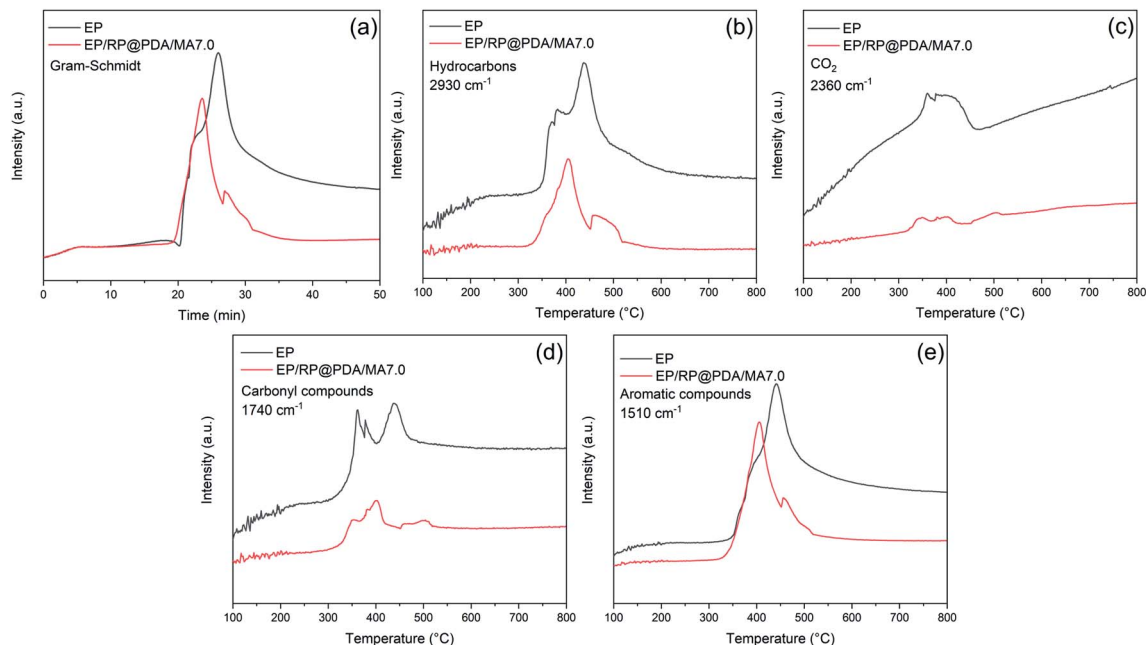 (a)
EP
EP/RP@PDA/MA7.0
Gram-Schmidt
Intensity (a.u.)
0 10 20 30 40 50
Time (min)
(b)
EP
EP/RP@PDA/MA7.0
Hydrocarbons
2930 cm⁻¹
Intensity (a.u.)
100 200 300 400 500 600 700 800
Temperature (°C)
(c)
EP
EP/RP@PDA/MA7.0
CO₂
2360 cm⁻¹
Intensity (a.u.)
100 200 300 400 500 600 700 800
Temperature (°C)
(d)
EP
EP/RP@PDA/MA7.0
Carbonyl compounds
1740 cm⁻¹
Intensity (a.u.)
100 200 300 400 500 600 700 800
Temperature (°C)
(e)
EP
EP/RP@PDA/MA7.0
Aromatic compounds
1510 cm⁻¹
Intensity (a.u.)
100 200 300 400 500 600 700 800
Temperature (°C)